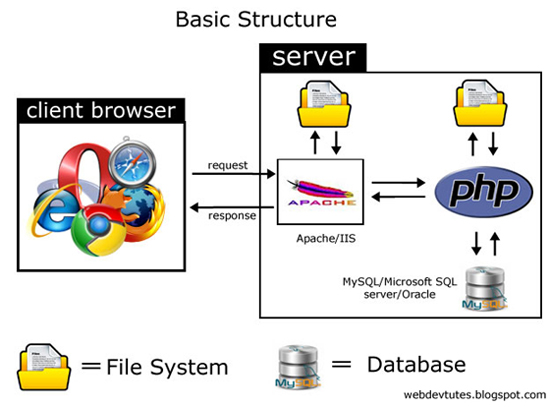 Basic Structure
server
client browser
request
response
APACHE
Apache/IIS
php
MySQL/Microsoft SQL
server/Oracle
MySQL
= File System
MySQL
= Database
webdevtutes.blogspot.com